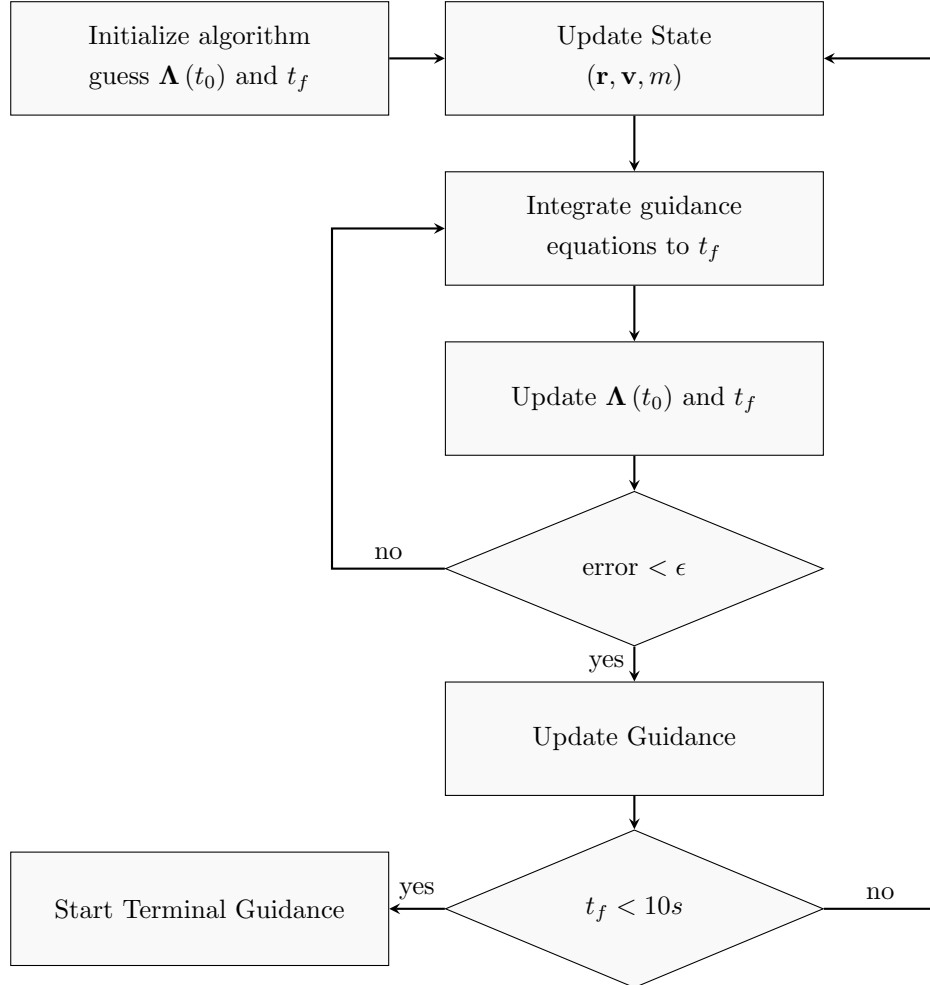 Initialize algorithm
guess Λ (t₀) and t_f
Update State
(r, v, m)
Integrate guidance
equations to t_f
Update Λ (t₀) and t_f
error < ϵ
no
yes
Update Guidance
t_f < 10s
yes
no
Start Terminal Guidance